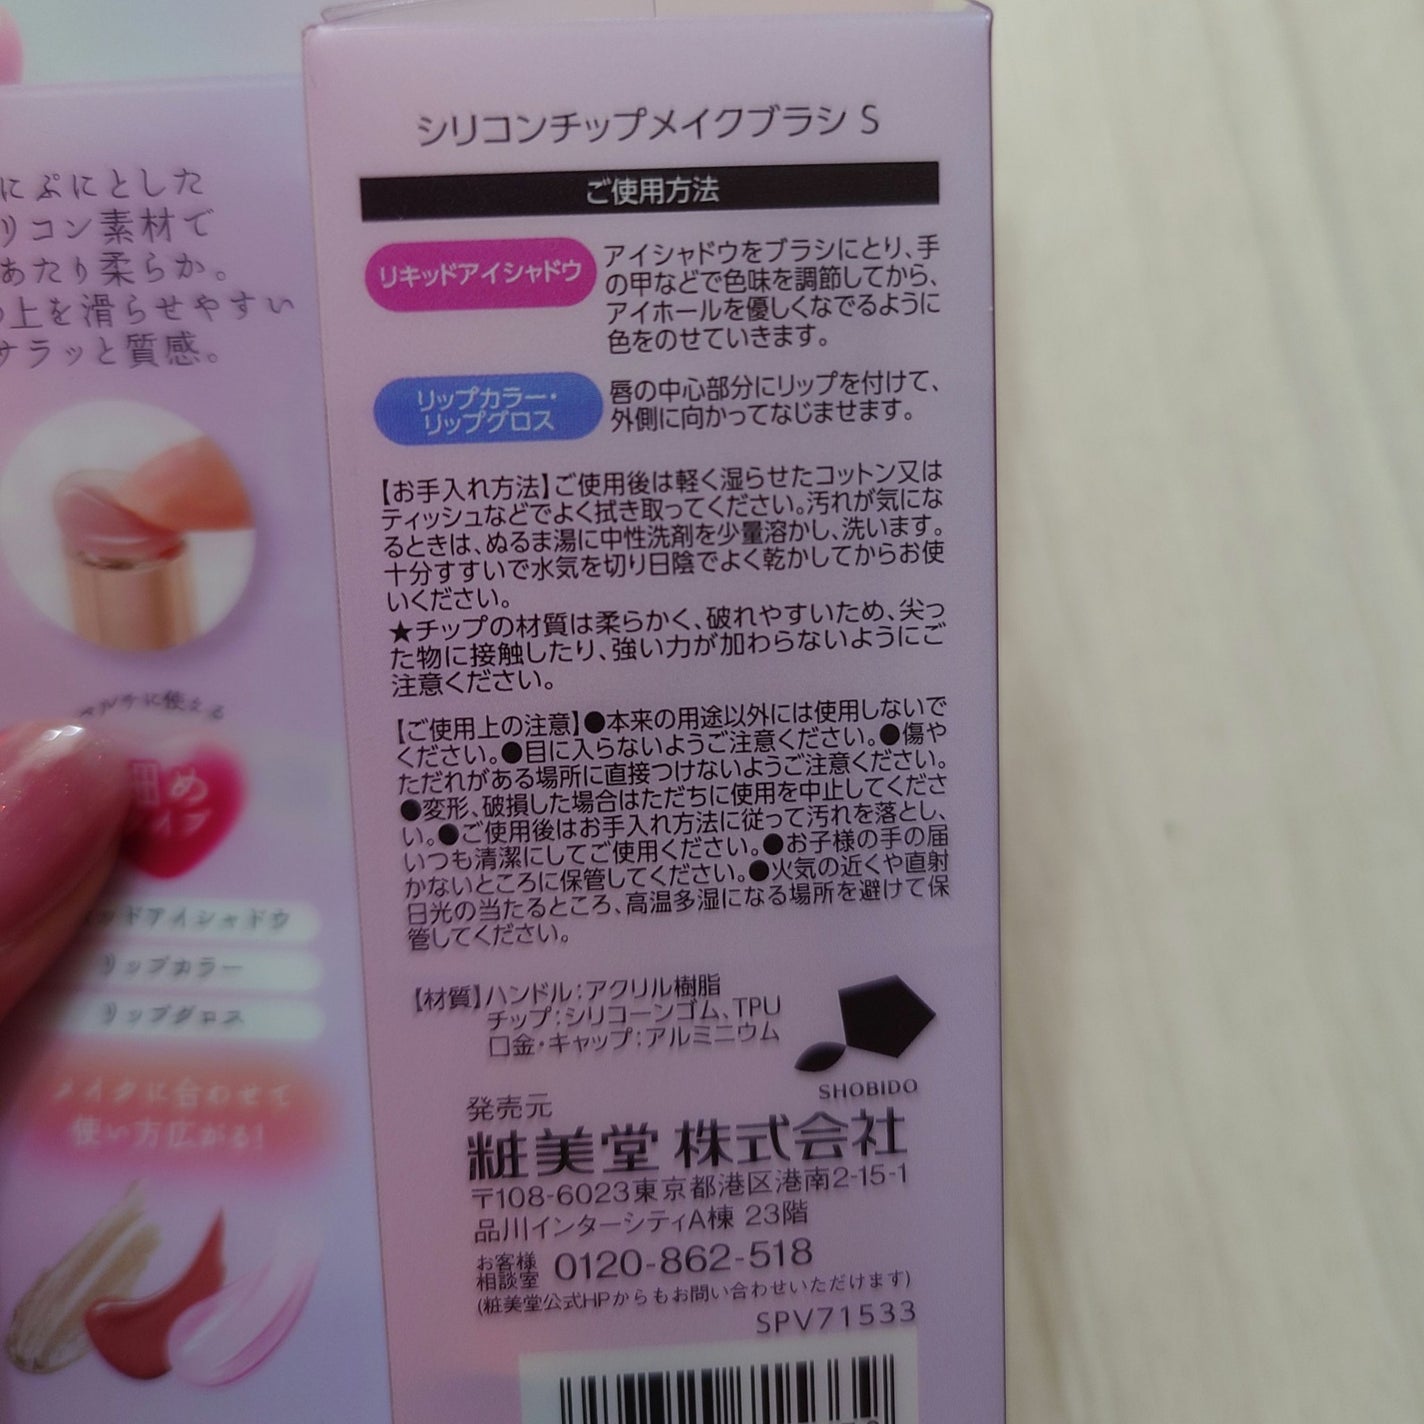 にぷにとした
リコン素材で
あたり柔らか。
上を滑らせやすい
サラッと質感。
に使える
め
ッドアイシャドウ
リップカラー
リップグロス
メイクに合わせて
使い方広がる!
シリコンチップメイクブラシ S
ご使用方法
リキッドアイシャドウ
アイシャドウをブラシにとり、手
の甲などで色味を調節してから、
アイホールを優しくなでるように
色をのせていきます。
リップカラー・
リップグロス
唇の中心部分にリップを付けて、
外側に向かってなじませます。
【お手入れ方法】ご使用後は軽く湿らせたコットン又は
ティッシュなどでよく拭き取ってください。汚れが気にな
るときは、ぬるま湯に中性洗剤を少量溶かし、洗います。
十分すすいで水気を切り日陰でよく乾かしてからお使
いください。
★チップの材質は柔らかく、破れやすいため、尖っ
た物に接触したり、強い力が加わらないようにご
注意ください。
【ご使用上の注意】●本来の用途以外には使用しないで
ください。●目に入らないようご注意ください。●傷や
ただれがある場所に直接つけないようご注意ください。
●変形、破損した場合はただちに使用を中止してくださ
い。●ご使用後はお手入れ方法に従って汚れを落とし、
いつも清潔にしてご使用ください。●お子様の手の届
かないところに保管してください。●火気の近くや直射
日光の当たるところ、高温多湿になる場所を避けて保
管してください。
【材質】ハンドル:アクリル樹脂
チップ:シリコーンゴム、TPU
口金・キャップ:アルミニウム
SHOBIDO
発売元
粧美堂 株式会社
〒108-6023東京都港区港南2-15-1
品川インターシティA棟 23階
お客様
相談室 0120-862-518
(粧美堂公式HPからもお問い合わせいただけます)
SPV71533